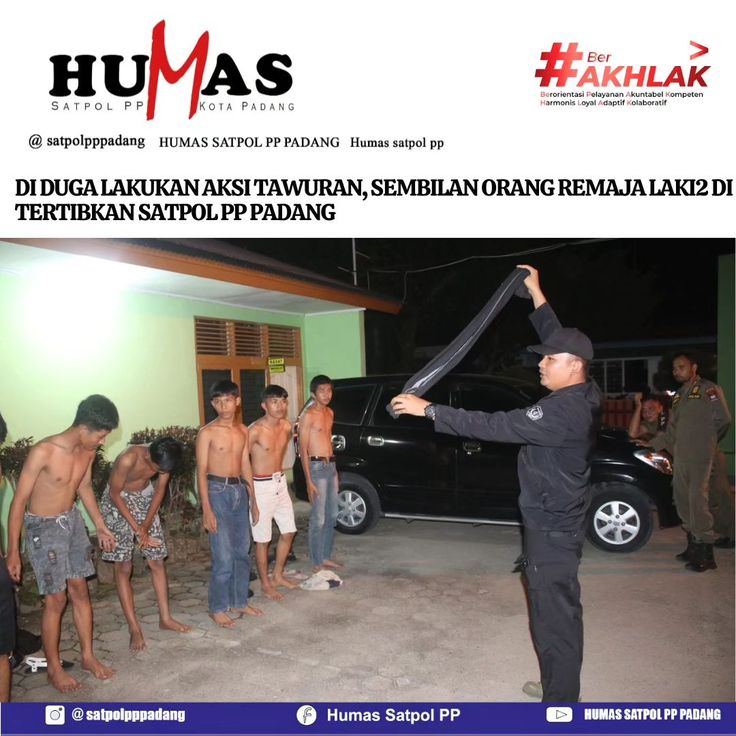 HUMAS
SATPOL PP KOTA PADANG
#Ber
AKHLAK
Berorientasi Pelayanan Akuntabel Kompeten
Harmonis Loyal Adaptif Kolaboratif
@ satpolpppadang HUMAS SATPOL PP PADANG Humas satpol pp
DI DUGA LAKUKAN AKSI TAWURAN, SEMBILAN ORANG REMAJA LAKI2 DI
TERTIBKAN SATPOL PP PADANG
@ satpolpppadang Humas Satpol PP HUMAS SATPOL PP PADANG